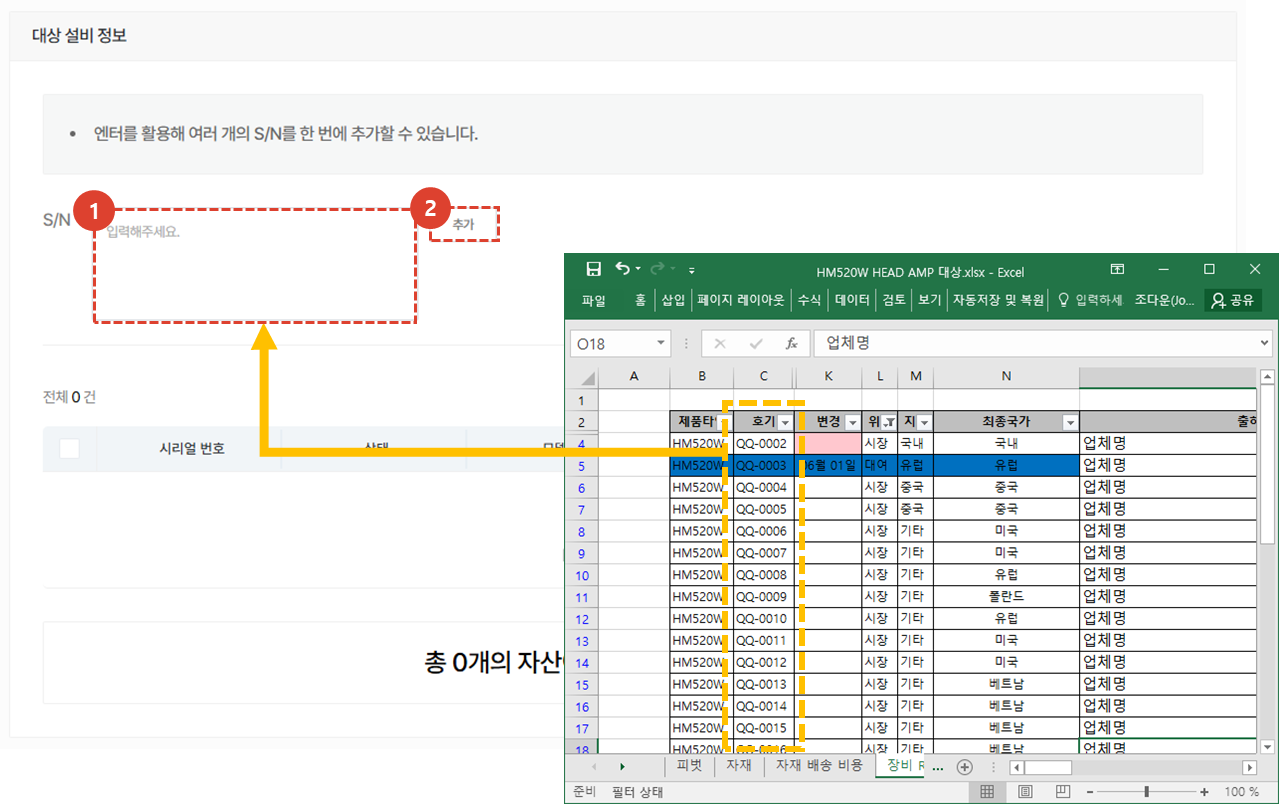 대상 설비 정보
• 엔터를 활용해 여러 개의 S/N를 한 번에 추가할 수 있습니다.
S/N
1
입력해주세요.
2
추가
전체 0 건
시리얼 번호 상태
총 0개의 자산
HM520W HEAD AMP 대상.xlsx - Excel
파일 홈 삽입 페이지 레이아웃 수식 데이터 검토 보기 자동저장 및 복원 입력하세 조다운(Jo... 공유
O18 fx 업체명
A B C K L M N
1
2 제품타 호기 변경 위 지 최종국가 출하
4 HM520W QQ-0002 시장 국내 국내 업체명
5 HM520W QQ-0003 06월 01일 대여 유럽 유럽 업체명
6 HM520W QQ-0004 시장 중국 중국 업체명
7 HM520W QQ-0005 시장 중국 중국 업체명
8 HM520W QQ-0006 시장 기타 미국 업체명
9 HM520W QQ-0007 시장 기타 미국 업체명
10 HM520W QQ-0008 시장 기타 유럽 업체명
11 HM520W QQ-0009 시장 기타 폴란드 업체명
12 HM520W QQ-0010 시장 기타 유럽 업체명
13 HM520W QQ-0011 시장 기타 미국 업체명
14 HM520W QQ-0012 시장 기타 미국 업체명
15 HM520W QQ-0013 시장 기타 베트남 업체명
16 HM520W QQ-0014 시장 기타 베트남 업체명
17 HM520W QQ-0015 시장 기타 베트남 업체명
18 HM520W QQ-0016 시장 기타 베트남 업체명
피벗 자재 자재 배송 비용 장비 R ...
준비 필터 상태 100 %